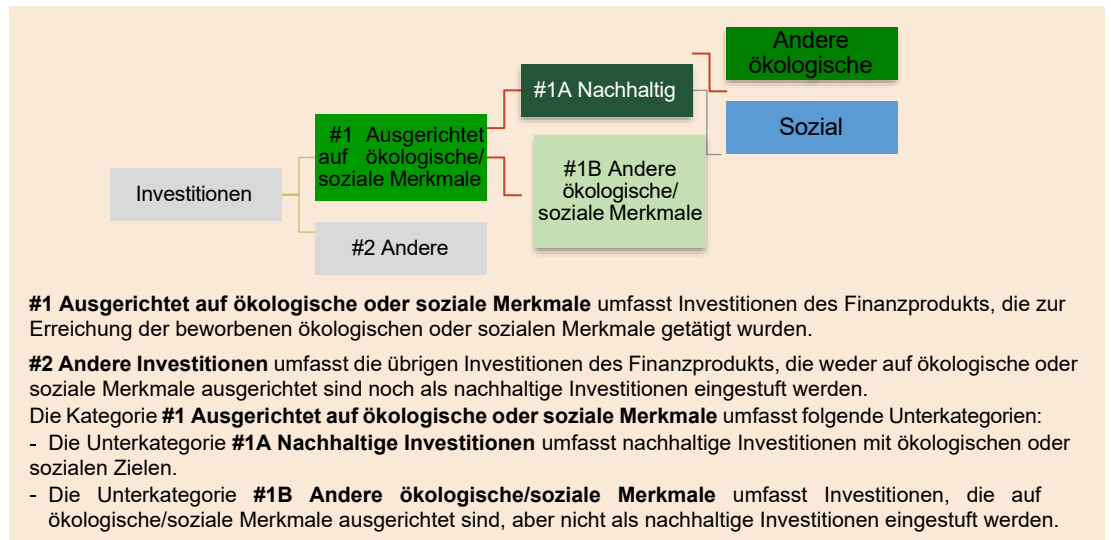 Andere
ökologische
#1A Nachhaltig
Sozial
#1 Ausgerichtet
auf ökologische/
soziale Merkmale
#1B Andere
ökologische/
soziale Merkmale
Investitionen
#2 Andere
#1 Ausgerichtet auf ökologische oder soziale Merkmale umfasst Investitionen des Finanzprodukts, die zur
Erreichung der beworbenen ökologischen oder sozialen Merkmale getätigt wurden.
#2 Andere Investitionen umfasst die übrigen Investitionen des Finanzprodukts, die weder auf ökologische oder
soziale Merkmale ausgerichtet sind noch als nachhaltige Investitionen eingestuft werden.
Die Kategorie #1 Ausgerichtet auf ökologische oder soziale Merkmale umfasst folgende Unterkategorien:
- Die Unterkategorie #1A Nachhaltige Investitionen umfasst nachhaltige Investitionen mit ökologischen oder
sozialen Zielen.
- Die Unterkategorie #1B Andere ökologische/soziale Merkmale umfasst Investitionen, die auf
ökologische/soziale Merkmale ausgerichtet sind, aber nicht als nachhaltige Investitionen eingestuft werden.